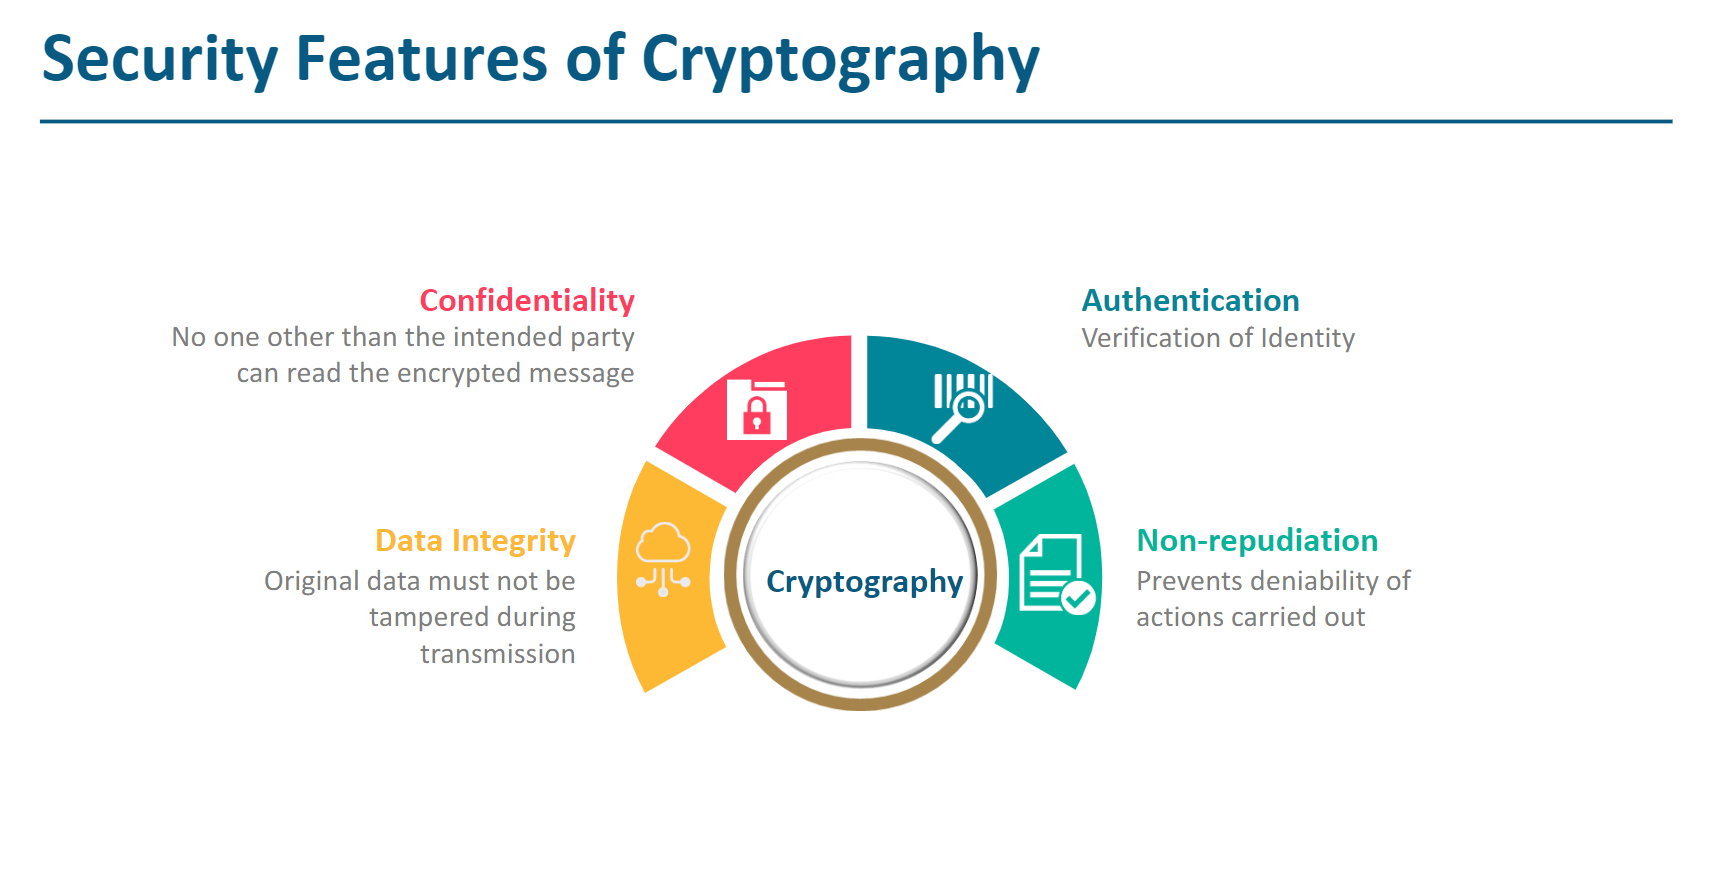 Security Features of Cryptography
Confidentiality
No one other than the intended party
can read the encrypted message
Authentication
Verification of Identity
Data Integrity
Original data must not be
tampered during
transmission
Cryptography
Non-repudiation
Prevents deniability of
actions carried out